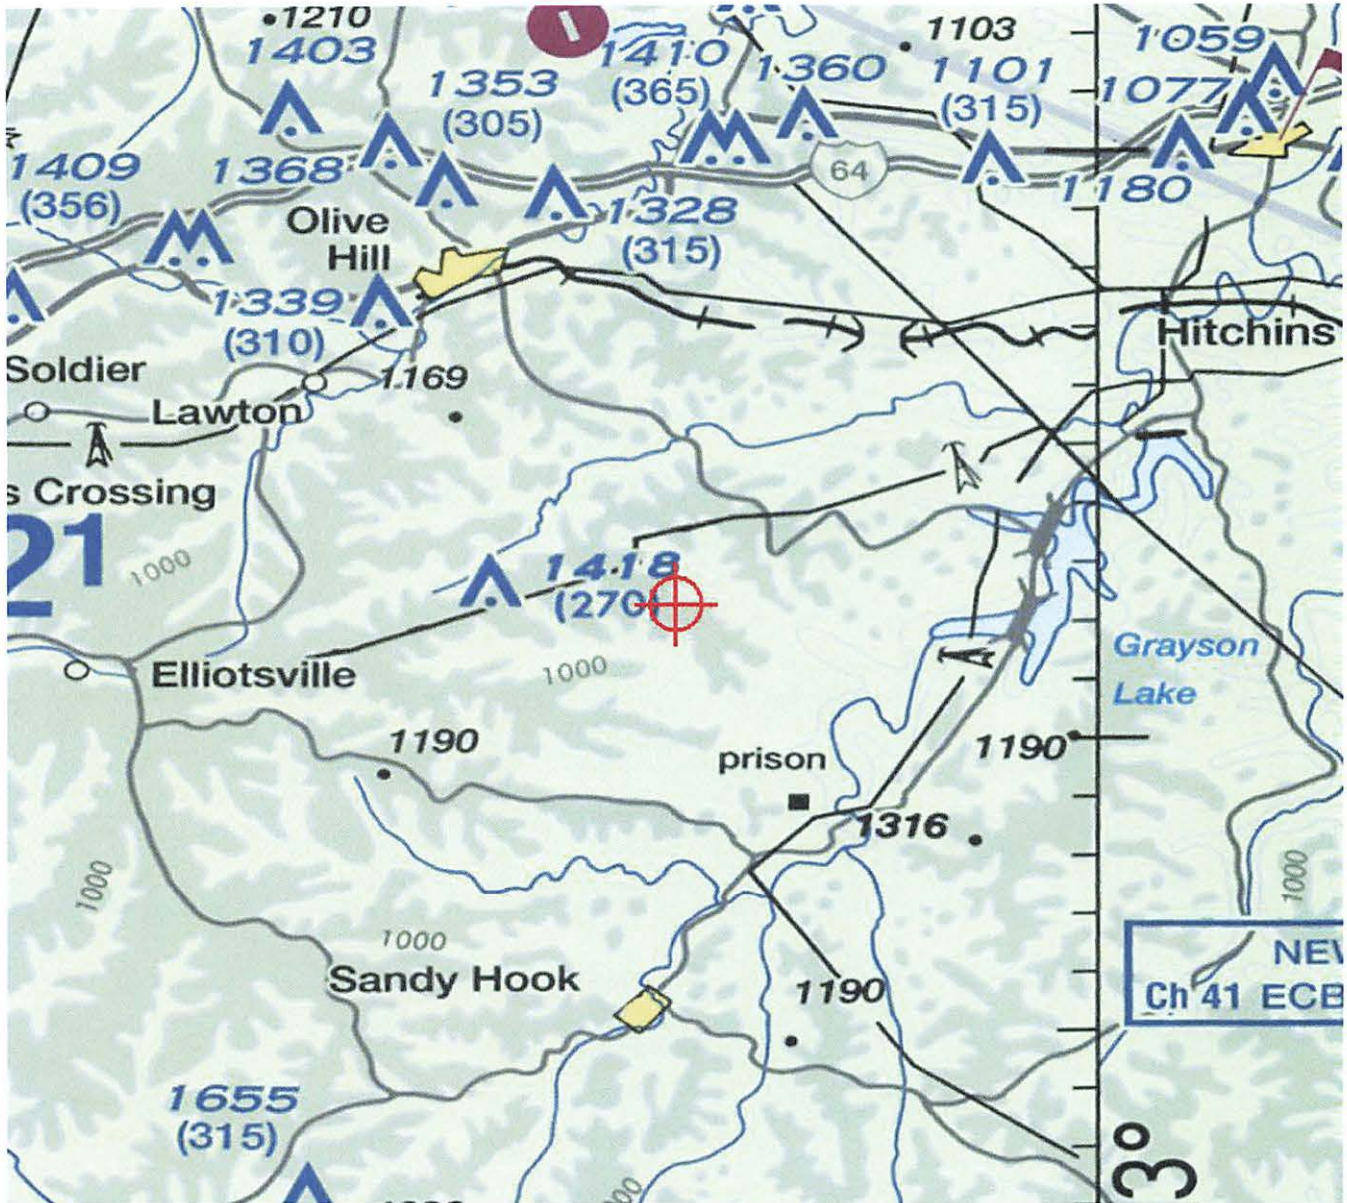 1210
1403
1353
(305)
1410
(365)
1360
1103
1101
(315)
1059
1077
1409
(356)
1368
64
1180
Olive
Hill
1328
(315)
1339
(310)
Hitchins
Soldier
1169
Lawton
s Crossing
21
1000
1418
(270)
Grayson
Lake
Elliotsville
1000
1190
1190
prison
1316
1000
1000
1000
NEW
Ch 41 ECB
Sandy Hook
1190
1655
(315)
3°